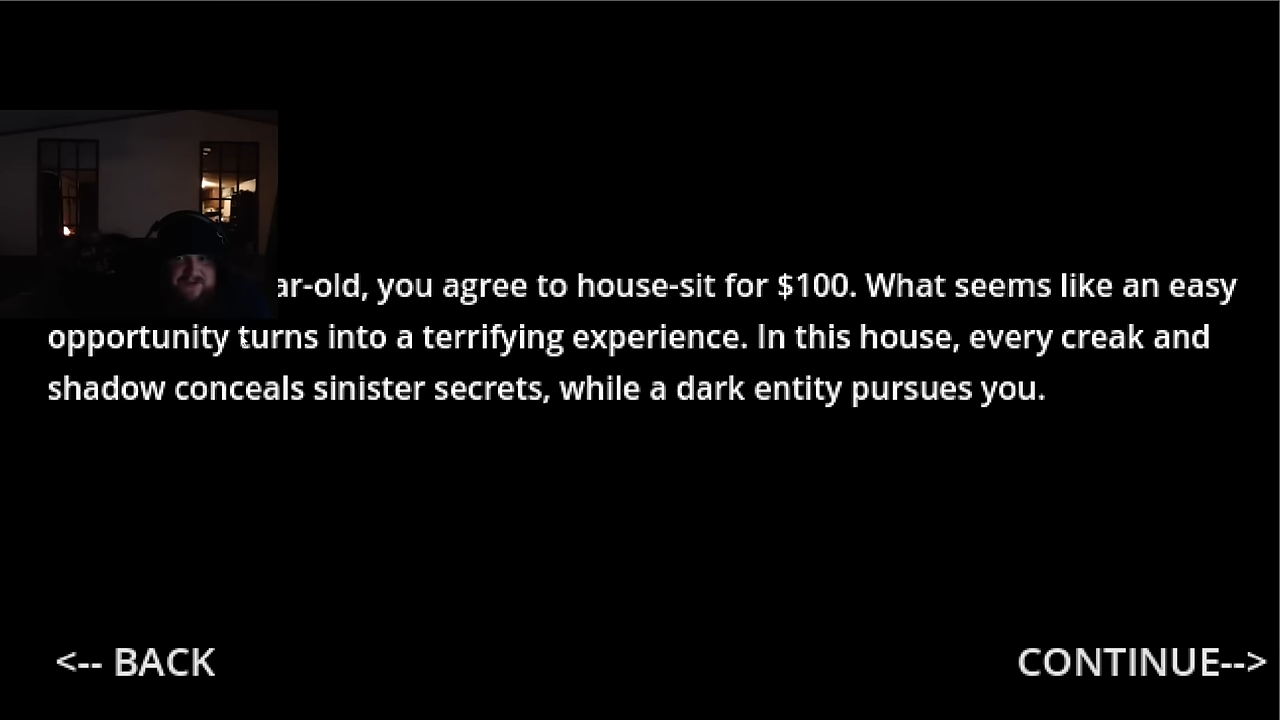 ar-old, you agree to house-sit for $100. What seems like an easy
opportunity turns into a terrifying experience. In this house, every creak and
shadow conceals sinister secrets, while a dark entity pursues you.
<-- BACK
CONTINUE-->